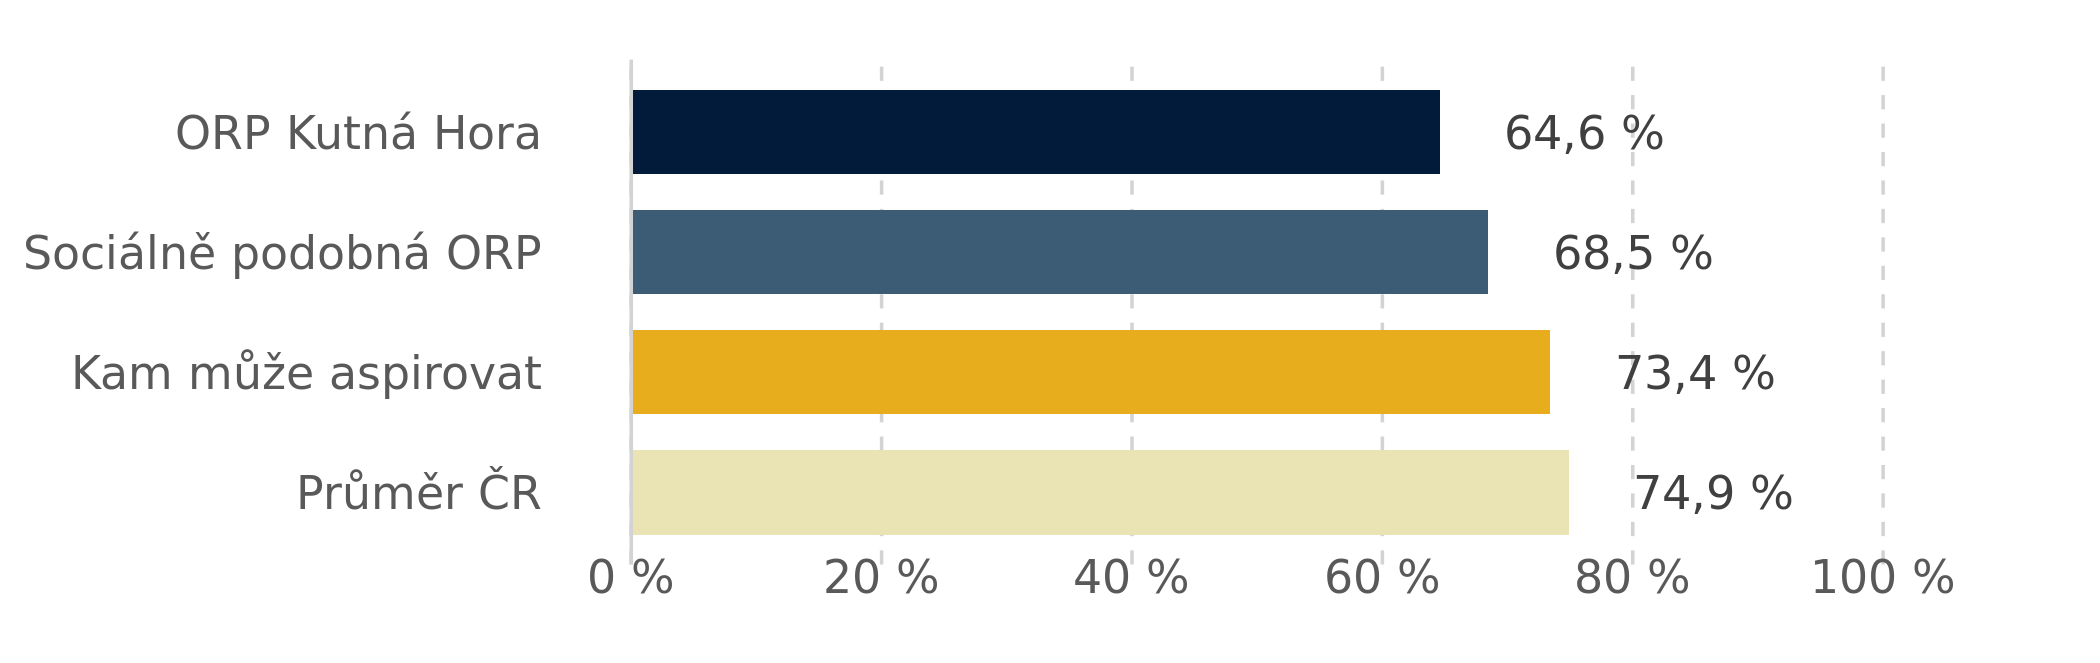 ORP Kutná Hora 64,6 %
Sociálně podobná ORP 68,5 %
Kam může aspirovat 73,4 %
Průměr ČR 74,9 %
0 % 20 % 40 % 60 % 80 % 100 %